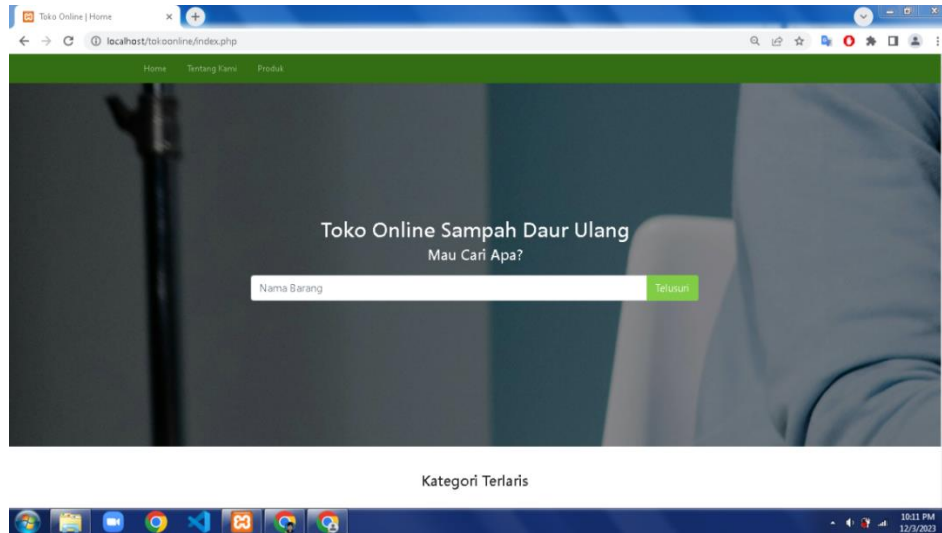 Toko Online | Home
localhost/tokoonline/index.php
Home Tentang Kami Produk
Toko Online Sampah Daur Ulang
Mau Cari Apa?
Nama Barang Telusuri
Kategori Terlaris
10:11 PM
12/3/2023